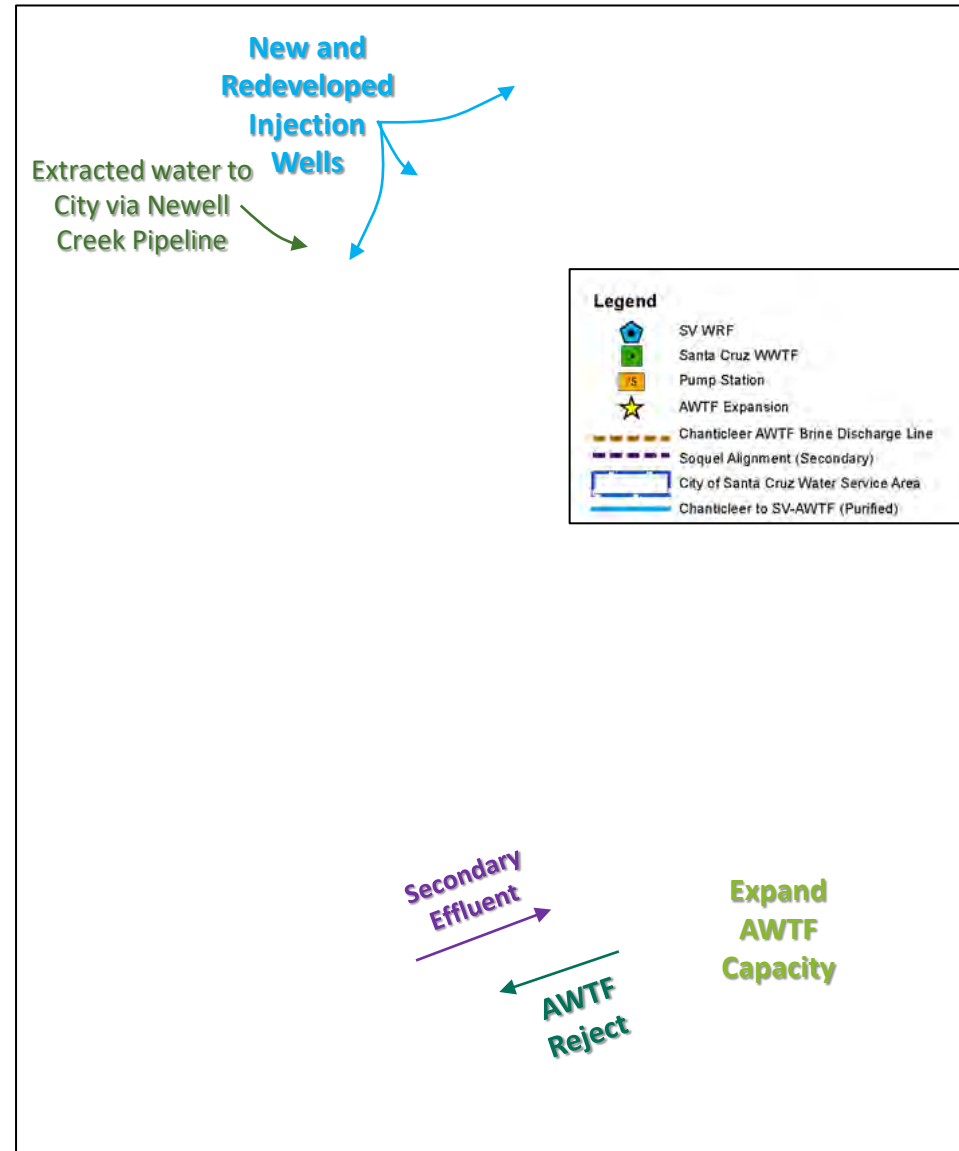 New and
Redeveloped
Injection
Wells
Extracted water to
City via Newell
Creek Pipeline
Legend
SV WRF
Santa Cruz WWTF
PS
Pump Station
AWTF Expansion
Chanticleer AWTF Brine Discharge Line
Soquel Alignment (Secondary)
City of Santa Cruz Water Service Area
Chanticleer to SV-AWTF (Purified)
Secondary
Effluent
Expand
AWTF
Capacity
AWTF
Reject